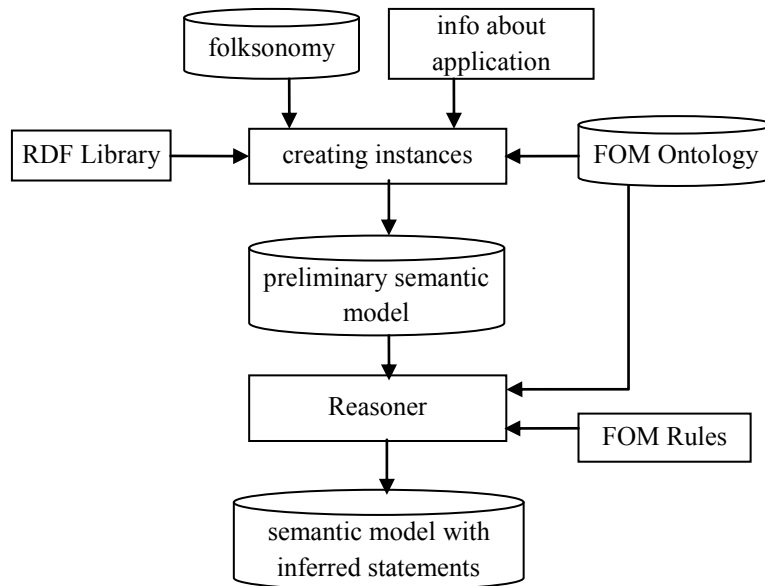 folksonomy
info about
application
RDF Library
creating instances
FOM Ontology
preliminary semantic
model
Reasoner
FOM Rules
semantic model with
inferred statements